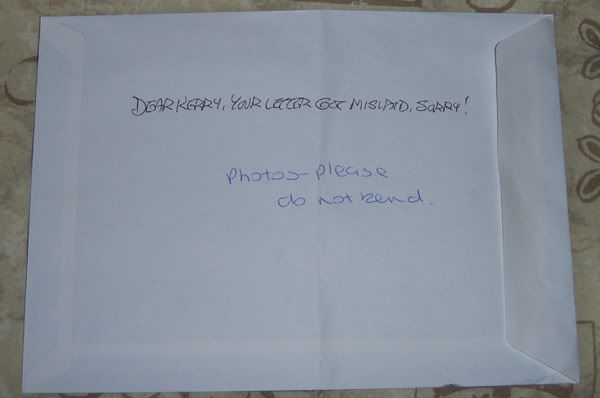 DEAR KERRY, YOUR LETTER GOT MISLAID, SORRY!
Photos-please
do not bend.